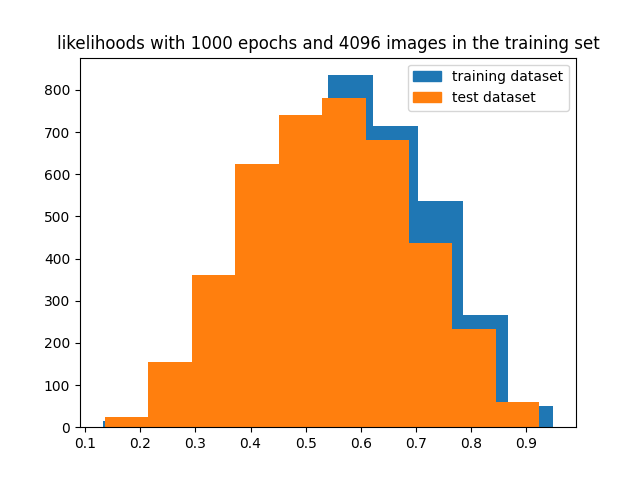 likelihoods with 1000 epochs and 4096 images in the training set
training dataset
test dataset
800
700
600
500
400
300
200
100
0
0.1 0.2 0.3 0.4 0.5 0.6 0.7 0.8 0.9